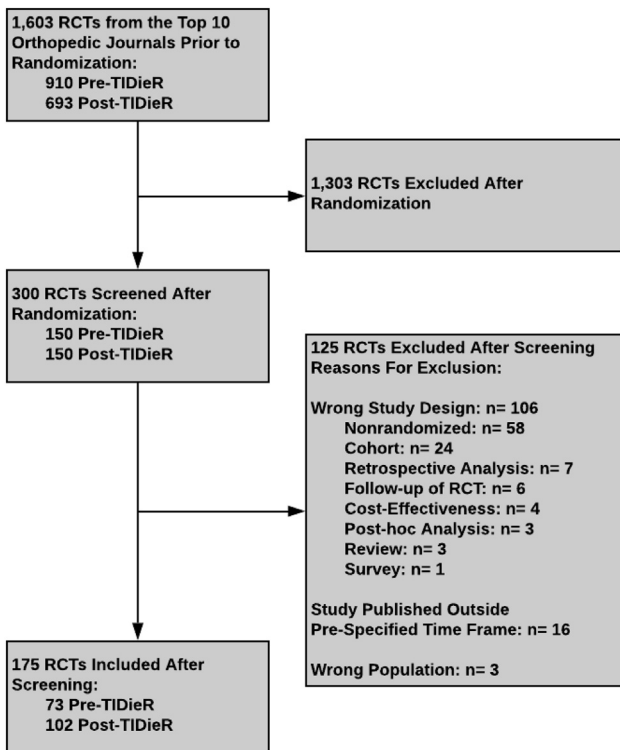 1,603 RCTs from the Top 10
Orthopedic Journals Prior to
Randomization:
910 Pre-TIDieR
693 Post-TIDieR
1,303 RCTs Excluded After
Randomization
300 RCTs Screened After
Randomization:
150 Pre-TIDieR
150 Post-TIDieR
125 RCTs Excluded After Screening
Reasons For Exclusion:
Wrong Study Design: n= 106
Nonrandomized: n= 58
Cohort: n= 24
Retrospective Analysis: n= 7
Follow-up of RCT: n= 6
Cost-Effectiveness: n= 4
Post-hoc Analysis: n= 3
Review: n= 3
Survey: n= 1
Study Published Outside
Pre-Specified Time Frame: n= 16
Wrong Population: n= 3
175 RCTs Included After
Screening:
73 Pre-TIDieR
102 Post-TIDieR